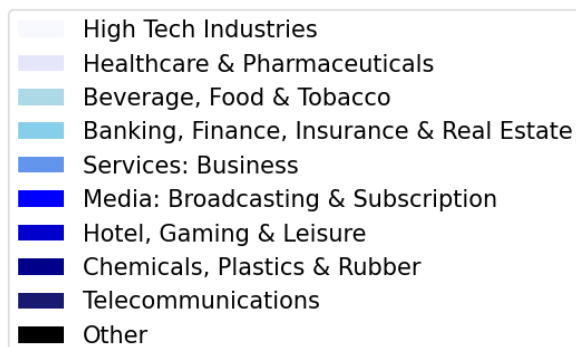 High Tech Industries
Healthcare & Pharmaceuticals
Beverage, Food & Tobacco
Banking, Finance, Insurance & Real Estate
Services: Business
Media: Broadcasting & Subscription
Hotel, Gaming & Leisure
Chemicals, Plastics & Rubber
Telecommunications
Other